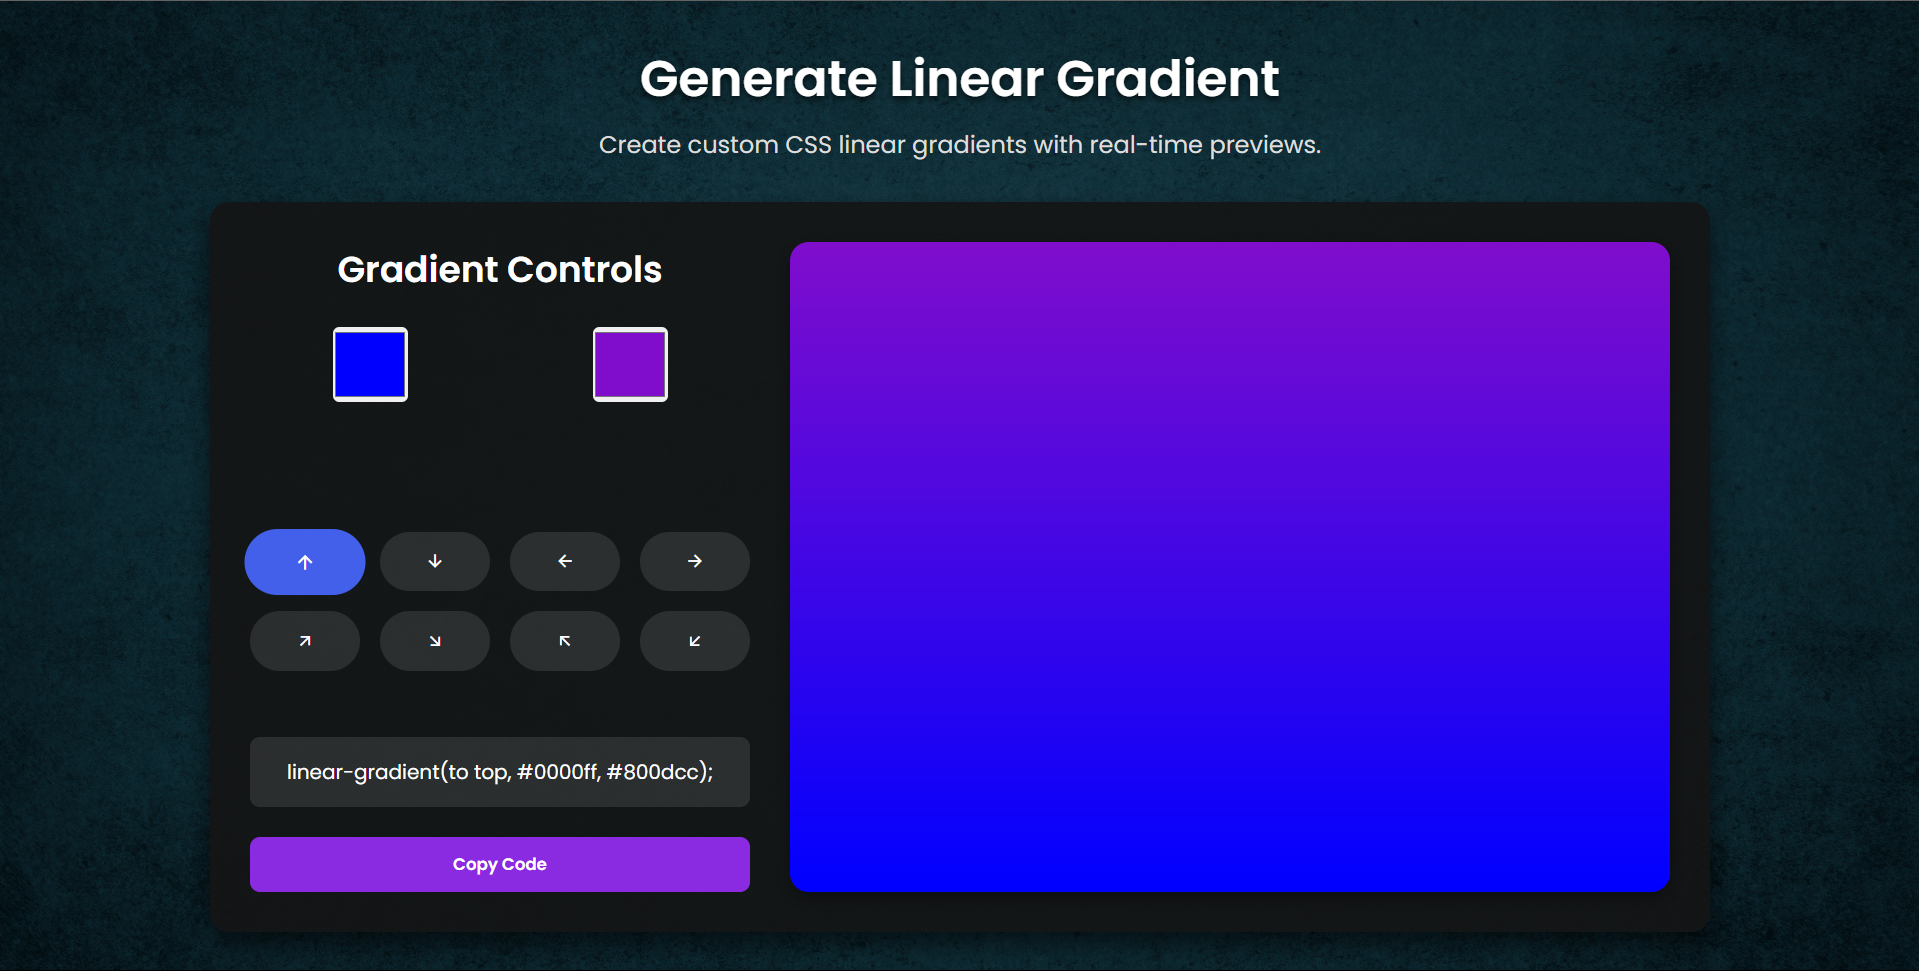 Generate Linear Gradient
Create custom CSS linear gradients with real-time previews.
Gradient Controls
↑ ↓ ← →
↗ ↘ ↖ ↙
linear-gradient(to top, #0000ff, #800dcc);
Copy Code